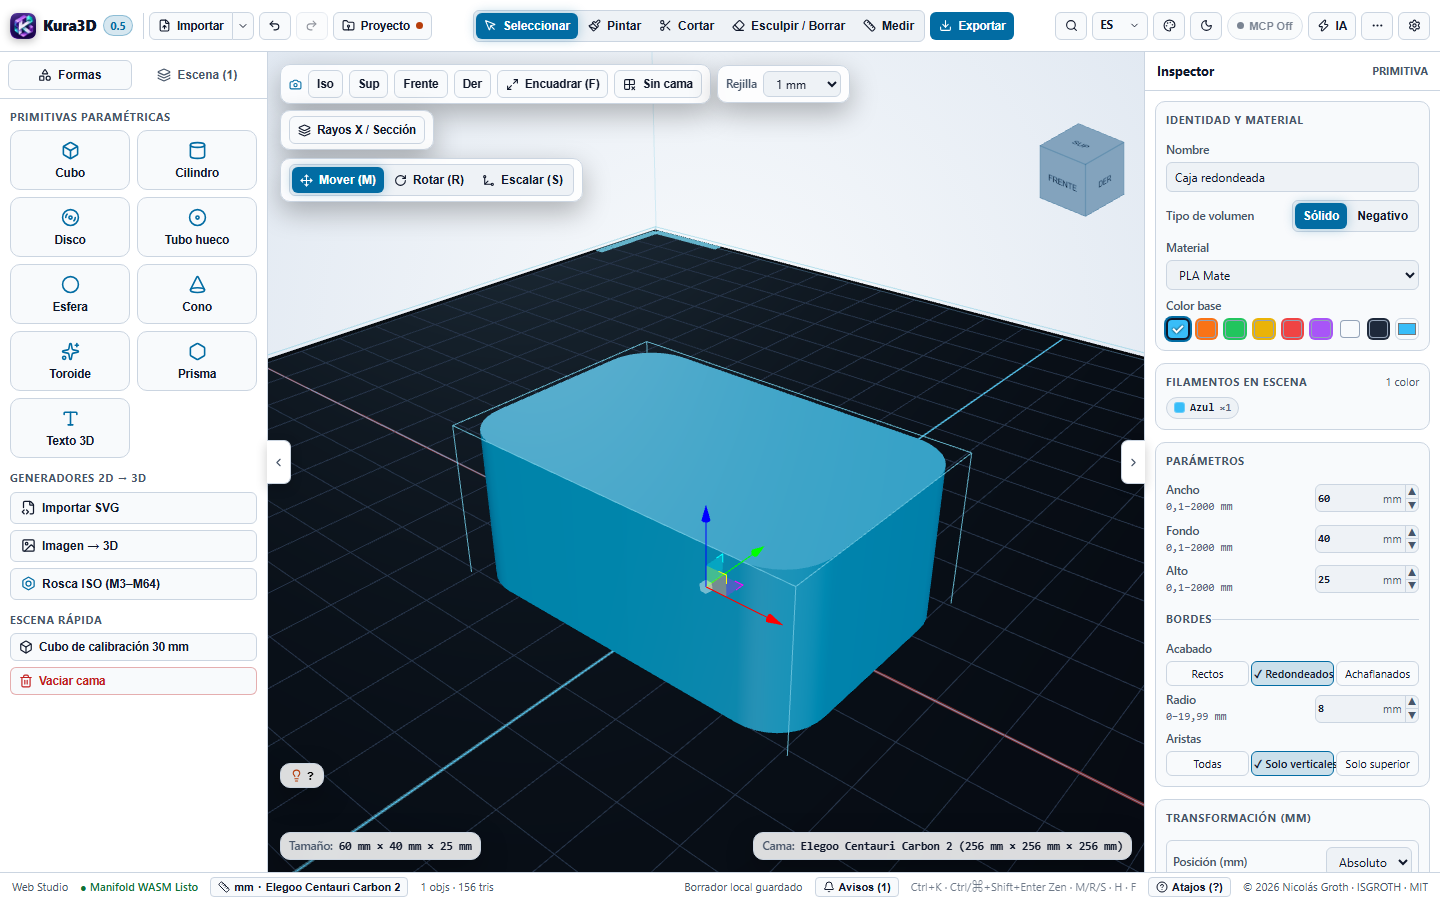 Kura3D 0.5 Importar Proyecto Seleccionar Pintar Cortar Esculpir / Borrar Medir Exportar ES MCP Off IA
Formas Escena (1)
PRIMITIVAS PARAMÉTRICAS
Cubo Cilindro
Disco Tubo hueco
Esfera Cono
Toroide Prisma
Texto 3D
GENERADORES 2D → 3D
Importar SVG
Imagen → 3D
Rosca ISO (M3–M64)
ESCENA RÁPIDA
Cubo de calibración 30 mm
Vaciar cama
Iso Sup Frente Der Encuadrar (F) Sin cama Rejilla 1 mm
Rayos X / Sección
Mover (M) Rotar (R) Escalar (S)
SUP
FRENTE DER
?
Tamaño: 60 mm × 40 mm × 25 mm
Cama: Elegoo Centauri Carbon 2 (256 mm × 256 mm × 256 mm)
Inspector PRIMITIVA
IDENTIDAD Y MATERIAL
Nombre
Caja redondeada
Tipo de volumen Sólido Negativo
Material
PLA Mate
Color base
FILAMENTOS EN ESCENA 1 color
Azul ×1
PARÁMETROS
Ancho
0,1–2000 mm
60 mm
Fondo
0,1–2000 mm
40 mm
Alto
0,1–2000 mm
25 mm
BORDES
Acabado
Rectos ✓ Redondeados Achaflanados
Radio
0–19,99 mm
8 mm
Aristas
Todas ✓ Solo verticales Solo superior
TRANSFORMACIÓN (MM)
Posición (mm) Absoluto
Web Studio ● Manifold WASM Listo mm · Elegoo Centauri Carbon 2 1 objs · 156 tris Borrador local guardado Avisos (1) Ctrl+K · Ctrl/⌘+Shift+Enter Zen · M/R/S · H · F Atajos (?) © 2026 Nicolás Groth · ISGROTH · MIT